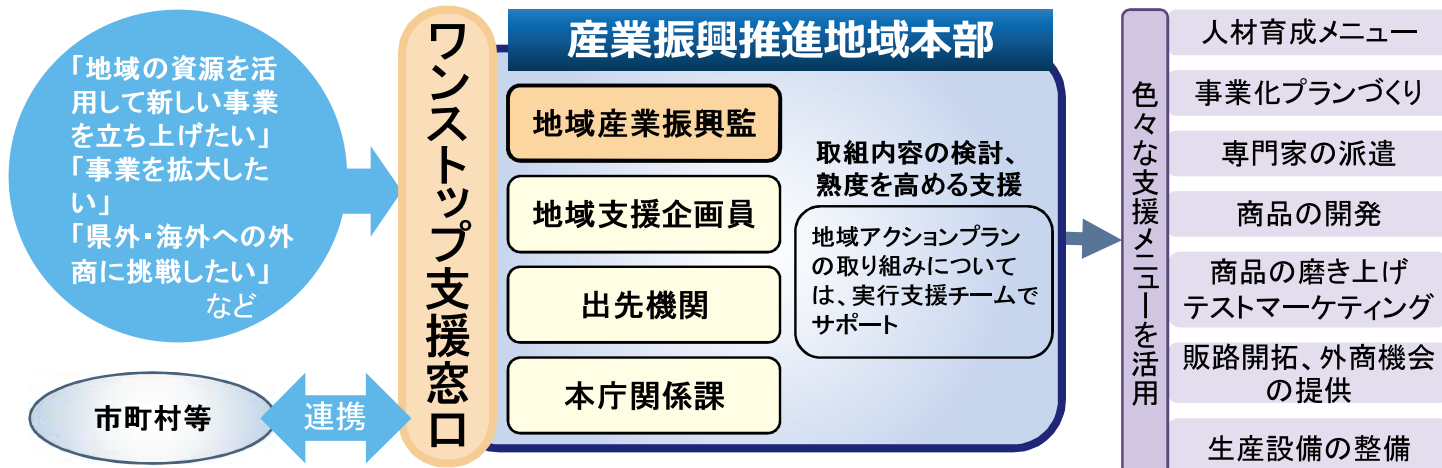 「地域の資源を活
用して新しい事業
を立ち上げたい」
「事業を拡大した
い」
「県外・海外への外
商に挑戦したい」
など
市町村等
連携
ワンストップ支援窓口
産業振興推進地域本部
地域産業振興監
地域支援企画員
出先機関
本庁関係課
取組内容の検討、
熟度を高める支援
地域アクションプラン
の取り組みについて
は、実行支援チームで
サポート
色々な支援メニューを活用
人材育成メニュー
事業化プランづくり
専門家の派遣
商品の開発
商品の磨き上げ
テストマーケティング
販路開拓、外商機会
の提供
生産設備の整備